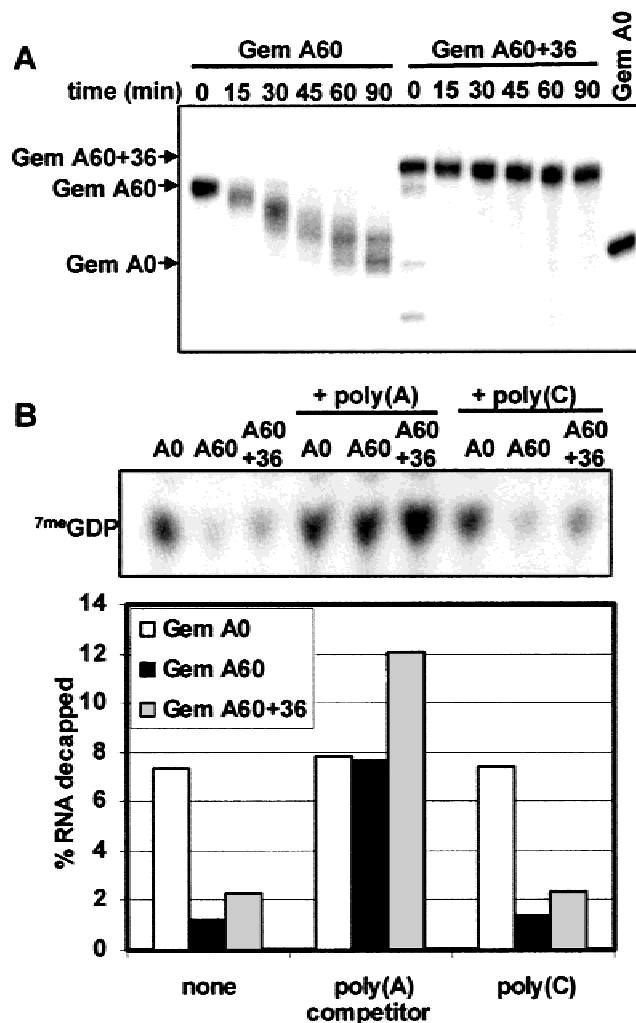 A
Gem A60
Gem A60+36
Gem A0
time (min) 0 15 30 45 60 90 0 15 30 45 60 90
Gem A60+36
Gem A60
Gem A0
B
+ poly(A)
+ poly(C)
A0 A60 A60 +36 A0 A60 A60 +36 A0 A60 A60 +36
7meGDP
14
12
10
8
6
4
2
0
% RNA decapped
Gem A0
Gem A60
Gem A60+36
none poly(A) poly(C)
competitor